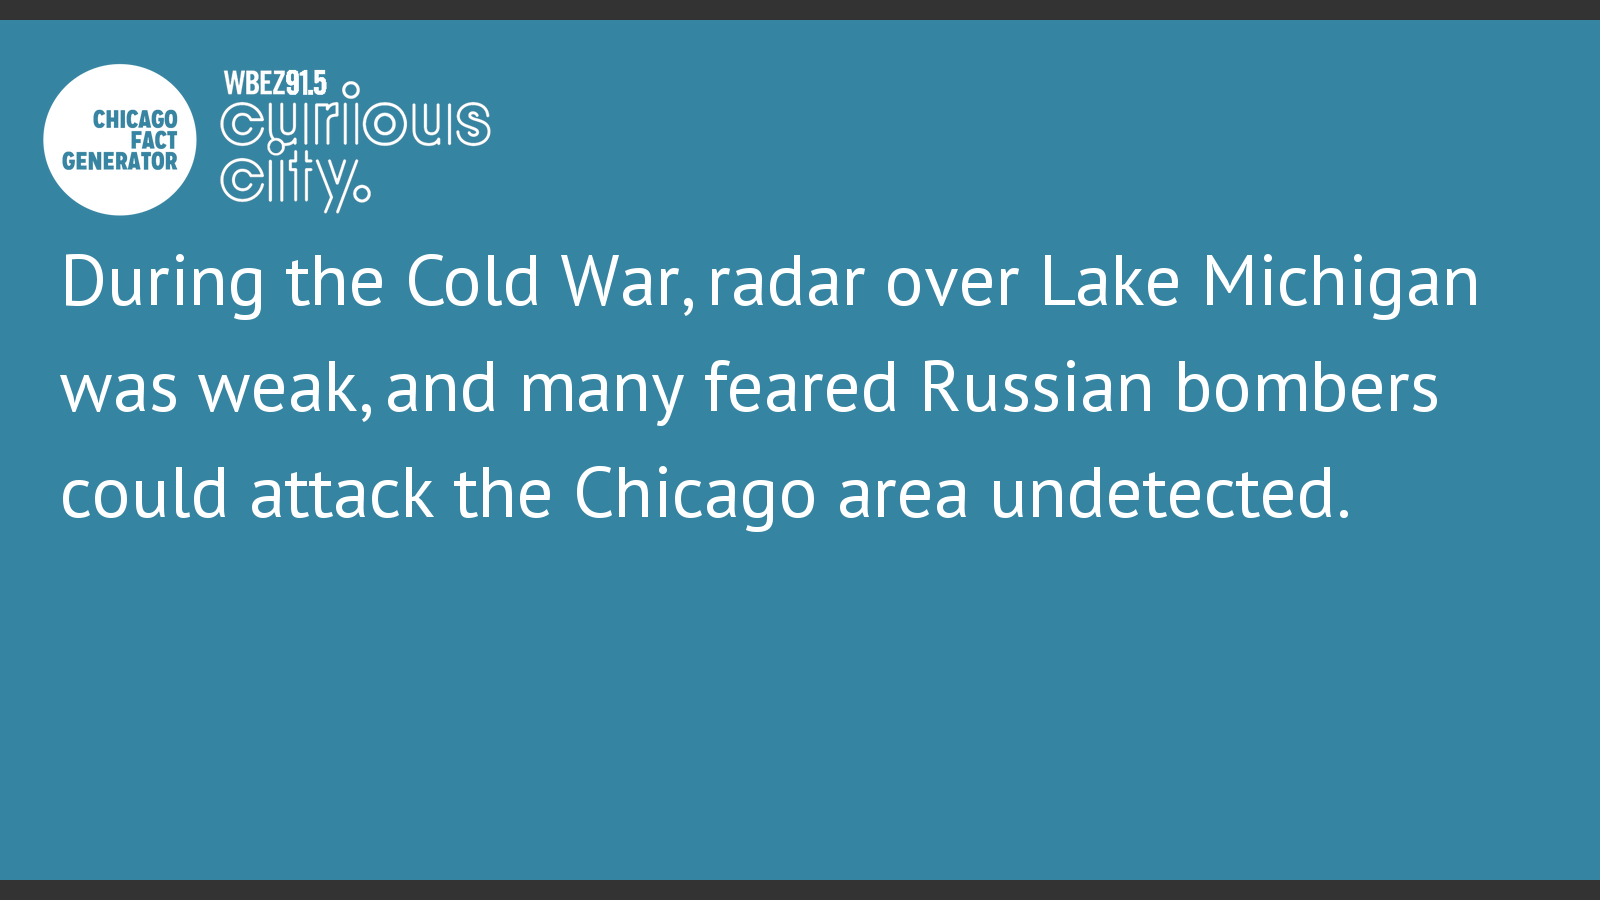 CHICAGO
FACT
GENERATOR
WBEZ91.5
curious
city.
During the Cold War, radar over Lake Michigan
was weak, and many feared Russian bombers
could attack the Chicago area undetected.